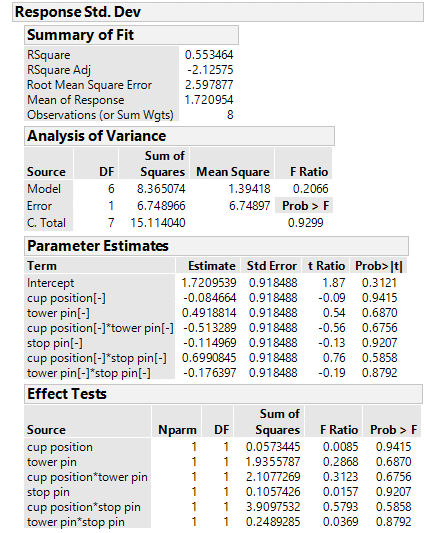 Response Std. Dev
Summary of Fit
RSquare 0.553464
RSquare Adj -2.12575
Root Mean Square Error 2.597877
Mean of Response 1.720954
Observations (or Sum Wgts) 8
Analysis of Variance
Sum of
Source DF Squares Mean Square F Ratio
Model 6 8.365074 1.39418 0.2066
Error 1 6.748966 6.74897 Prob > F
C. Total 7 15.114040 0.9299
Parameter Estimates
Term Estimate Std Error t Ratio Prob>|t|
Intercept 1.7209539 0.918488 1.87 0.3121
cup position[-] -0.084664 0.918488 -0.09 0.9415
tower pin[-] 0.4918814 0.918488 0.54 0.6870
cup position[-]*tower pin[-] -0.513289 0.918488 -0.56 0.6756
stop pin[-] -0.114969 0.918488 -0.13 0.9207
cup position[-]*stop pin[-] 0.6990845 0.918488 0.76 0.5858
tower pin[-]*stop pin[-] -0.176397 0.918488 -0.19 0.8792
Effect Tests
Sum of
Source Nparm DF Squares F Ratio Prob > F
cup position 1 1 0.0573445 0.0085 0.9415
tower pin 1 1 1.9355787 0.2868 0.6870
cup position*tower pin 1 1 2.1077269 0.3123 0.6756
stop pin 1 1 0.1057426 0.0157 0.9207
cup position*stop pin 1 1 3.9097532 0.5793 0.5858
tower pin*stop pin 1 1 0.2489285 0.0369 0.8792